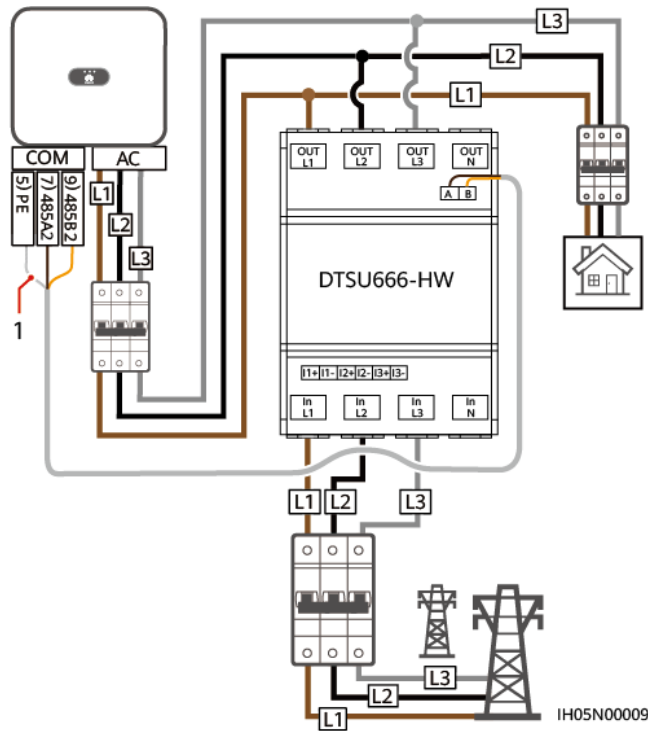 L3
L2
L1
COM
AC
5) PE
7) 485A2
9) 485B2
L1
L2
L3
1
OUT
L1
OUT
L2
OUT
L3
OUT
N
A
B
DTSU666-HW
I1+
I1-
I2+
I2-
I3+
I3-
In
L1
In
L2
In
L3
In
N
L1
L2
L3
L3
L2
L1
IH05N00009